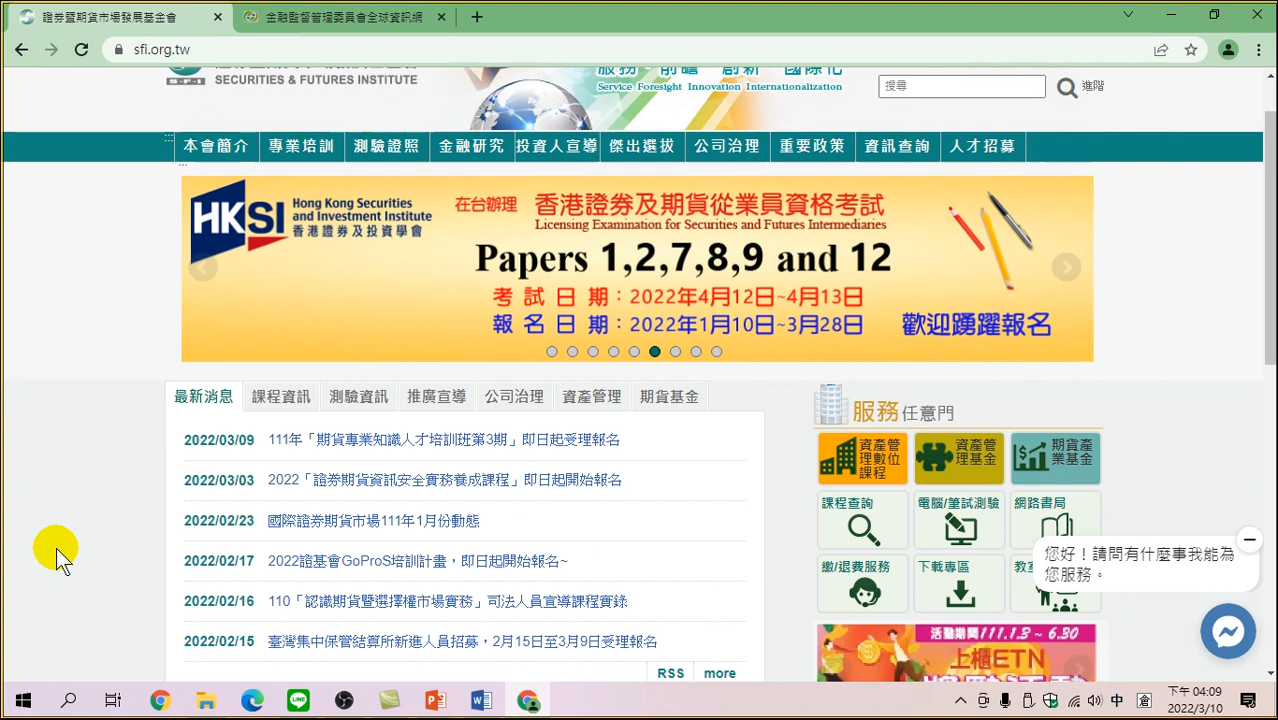 證券暨期貨市場發展基金會
金融監督管理委員會全球資訊網
sfi.org.tw
SECURITIES & FUTURES INSTITUTE
服務 前瞻 創新 國際化
Service Foresight Innovation Internationalization
搜尋
進階
本會簡介
專業培訓
測驗證照
金融研究
投資人宣導
傑出選拔
公司治理
重要政策
資訊查詢
人才招募
HKSI
Hong Kong Securities
and Investment Institute
香港證券及投資學會
在台辦理 香港證券及期貨從業員資格考試
Licensing Examination for Securities and Futures Intermediaries
Papers 1,2,7,8,9 and 12
考試日期：2022年4月12日~4月13日
報名日期：2022年1月10日~3月28日
歡迎踴躍報名
最新消息
課程資訊
測驗資訊
推廣宣導
公司治理
資產管理
期貨基金
2022/03/09 111年「期貨專業知識人才培訓班第3期」即日起受理報名
2022/03/03 2022「證券期貨資訊安全實務養成課程」即日起開始報名
2022/02/23 國際證券期貨市場111年1月份動態
2022/02/17 2022證基會GoProS培訓計畫，即日起開始報名~
2022/02/16 110「認識期貨暨選擇權市場實務」司法人員宣導課程實錄
2022/02/15 臺灣集中保管結算所新進人員招募，2月15日至3月9日受理報名
RSS
more
服務任意門
資產管
理數位
課程
資產管
理基金
期貨產
業基金
課程查詢
電腦/筆試測驗
網路書局
繳/退費服務
下載專區
教室
您好！請問有什麼事我能為
您服務。
活動期間111.1.3 ~ 6.30
上櫃ETN
LINE
中
倉
下午 04:09
2022/3/10